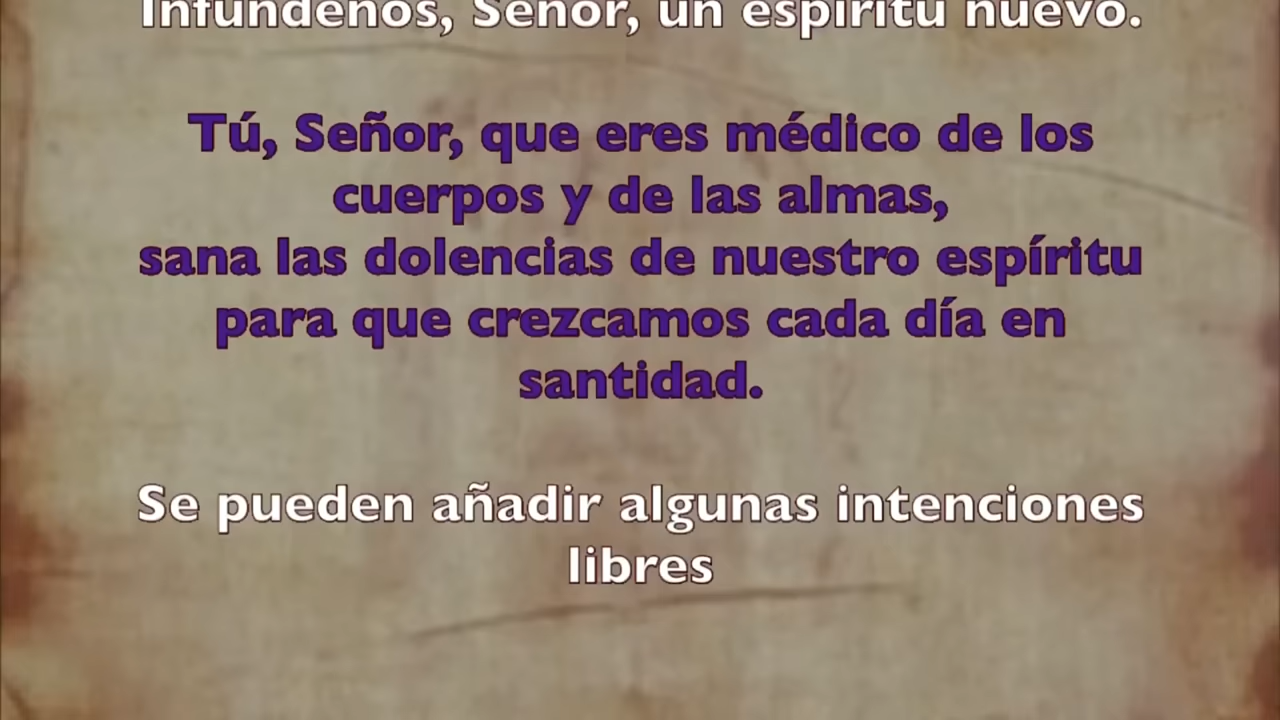 Infúndenos, Señor, un espíritu nuevo.
Tú, Señor, que eres médico de los
cuerpos y de las almas,
sana las dolencias de nuestro espíritu
para que crezcamos cada día en
santidad.
Se pueden añadir algunas intenciones
libres